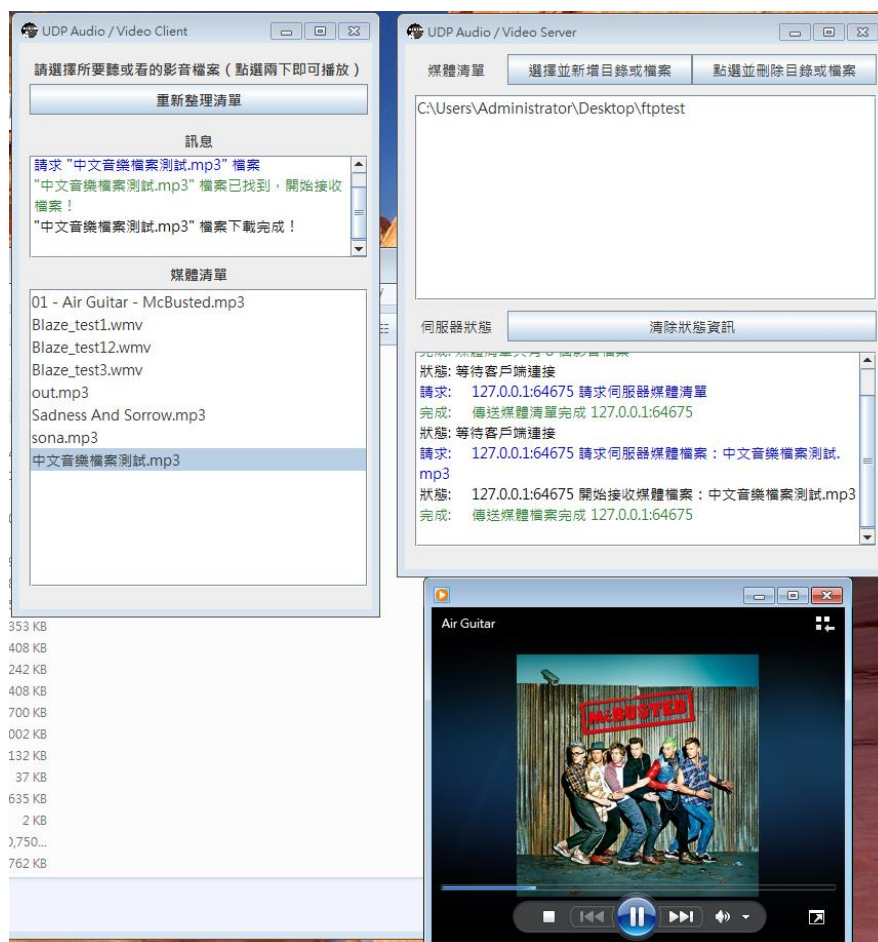 UDP Audio / Video Client
請選擇所要聽或看的影音檔案 ( 點選兩下即可播放 )
重新整理清單
訊息
請求 "中文音樂檔案測試.mp3" 檔案
"中文音樂檔案測試.mp3" 檔案已找到，開始接收
檔案！
"中文音樂檔案測試.mp3" 檔案下載完成！
媒體清單
01 - Air Guitar - McBusted.mp3
Blaze_test1.wmv
Blaze_test12.wmv
Blaze_test3.wmv
out.mp3
Sadness And Sorrow.mp3
sona.mp3
中文音樂檔案測試.mp3
UDP Audio / Video Server
媒體清單
選擇並新增目錄或檔案
點選並刪除目錄或檔案
C:\Users\Administrator\Desktop\ftptest
伺服器狀態
清除狀態資訊
狀態: 等待客戶端連接
請求: 127.0.0.1:64675 請求伺服器媒體清單
完成: 傳送媒體清單完成 127.0.0.1:64675
狀態: 等待客戶端連接
請求: 127.0.0.1:64675 請求伺服器媒體檔案：中文音樂檔案測試.
mp3
狀態: 127.0.0.1:64675 開始接收媒體檔案：中文音樂檔案測試.mp3
完成: 傳送媒體檔案完成 127.0.0.1:64675
353 KB
408 KB
242 KB
408 KB
700 KB
002 KB
132 KB
37 KB
635 KB
2 KB
0,750...
762 KB
Air Guitar
McBUSTED